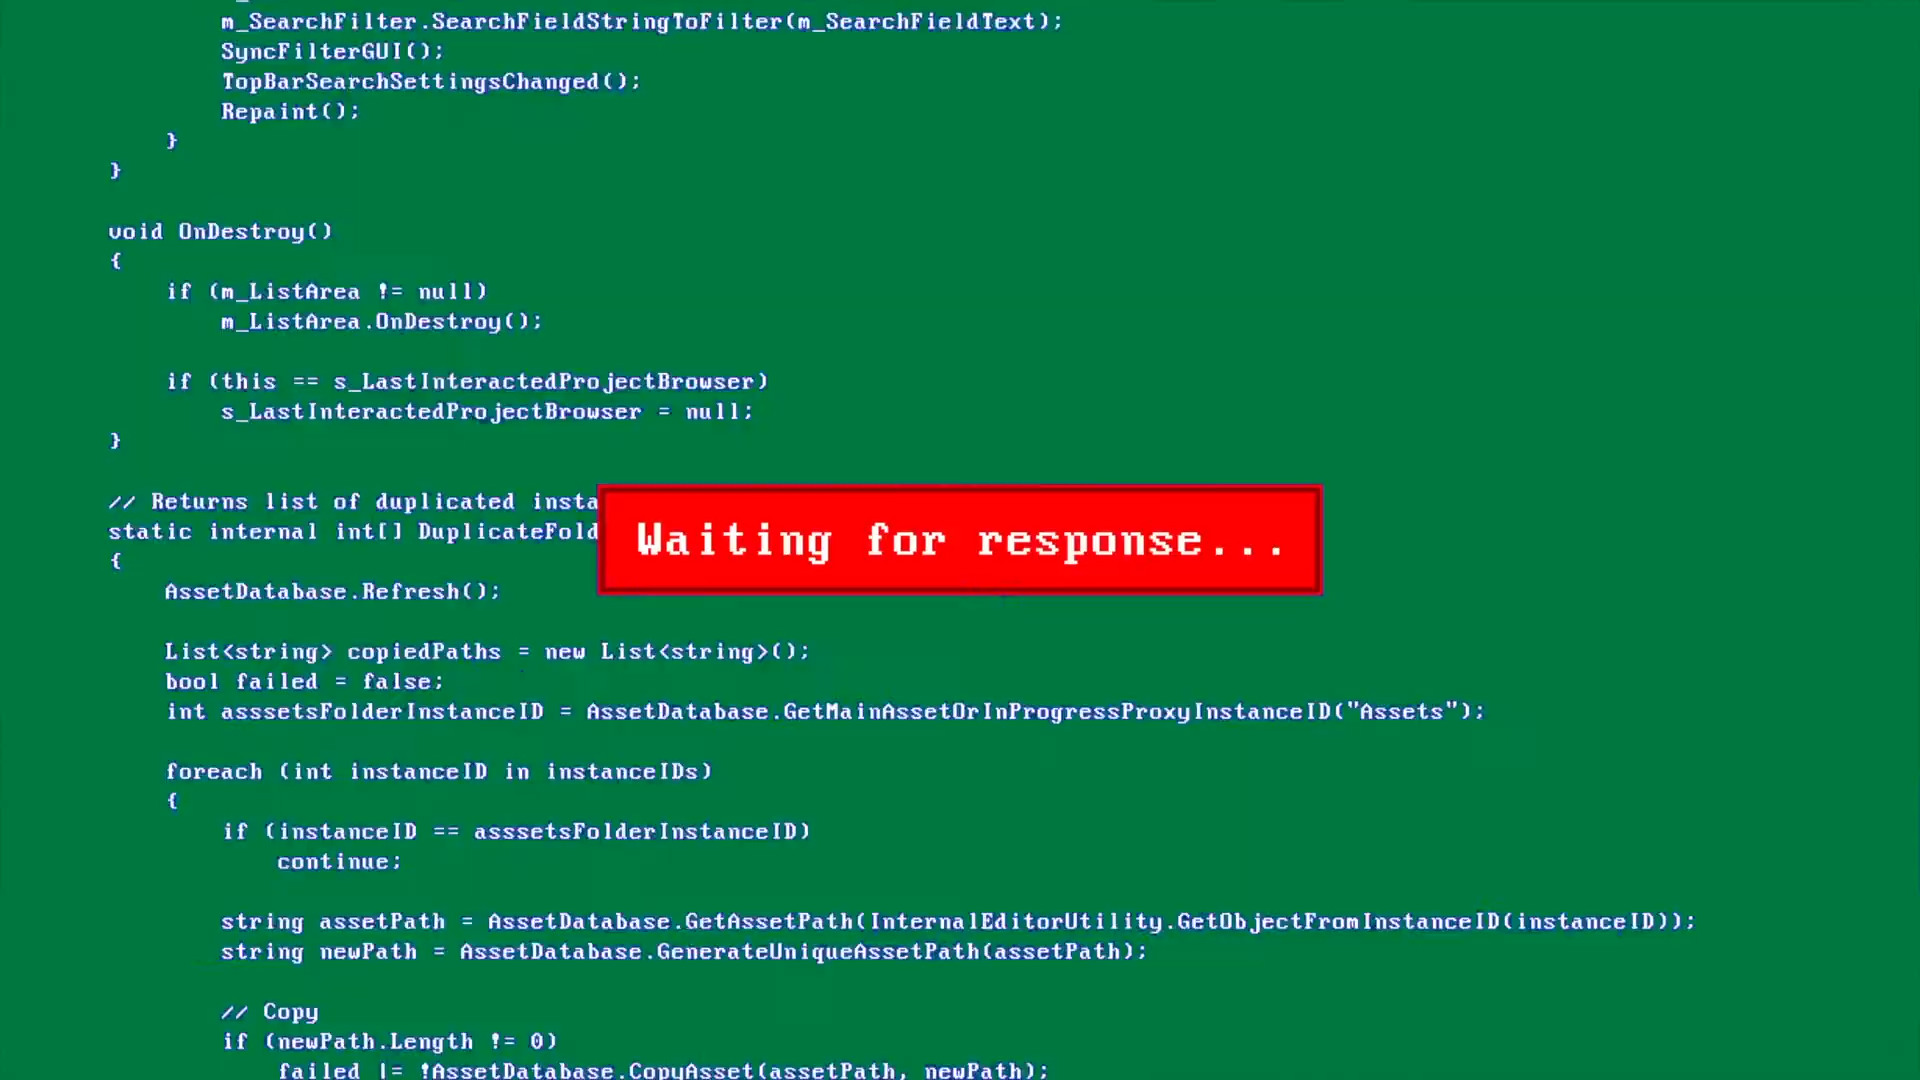 m_SearchFilter.SearchFieldStringToFilter(m_SearchFieldText);
SyncFilterGUI();
TopBarSearchSettingsChanged();
Repaint();
}
}
void OnDestroy()
{
if (m_ListArea != null)
m_ListArea.OnDestroy();
if (this == s_LastInteractedProjectBrowser)
s_LastInteractedProjectBrowser = null;
}
// Returns list of duplicated insta
static internal int[] DuplicateFold
Waiting for response...
{
AssetDatabase.Refresh();
List<string> copiedPaths = new List<string>();
bool failed = false;
int asssetsFolderInstanceID = AssetDatabase.GetMainAssetOrInProgressProxyInstanceID("Assets");
foreach (int instanceID in instanceIDs)
{
if (instanceID == asssetsFolderInstanceID)
continue;
string assetPath = AssetDatabase.GetAssetPath(InternalEditorUtility.GetObjectFromInstanceID(instanceID));
string newPath = AssetDatabase.GenerateUniqueAssetPath(assetPath);
// Copy
if (newPath.Length != 0)
failed |= !AssetDatabase.CopyAsset(assetPath, newPath);